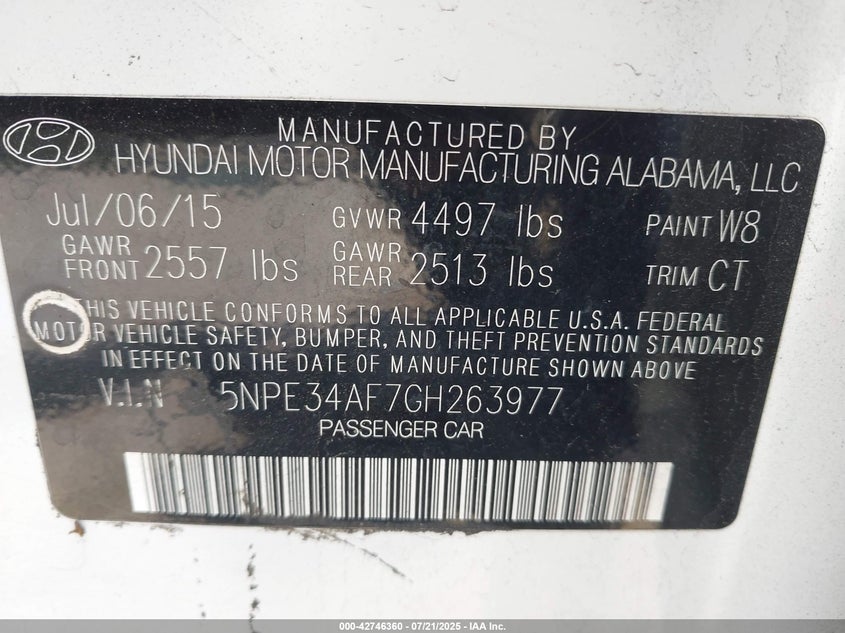 MANUFACTURED BY
HYUNDAI MOTOR MANUFACTURING ALABAMA, LLC
Jul/06/15 GVWR 4497 lbs PAINT W8
GAWR FRONT 2557 lbs GAWR REAR 2513 lbs TRIM CT
THIS VEHICLE CONFORMS TO ALL APPLICABLE U.S.A. FEDERAL
MOTOR VEHICLE SAFETY, BUMPER, AND THEFT PREVENTION STANDARDS
IN EFFECT ON THE DATE OF MANUFACTURE SHOWN ABOVE
V.I.N 5NPE34AF7GH263977
PASSENGER CAR
000-42746360 - 07/21/2025 - IAA Inc.